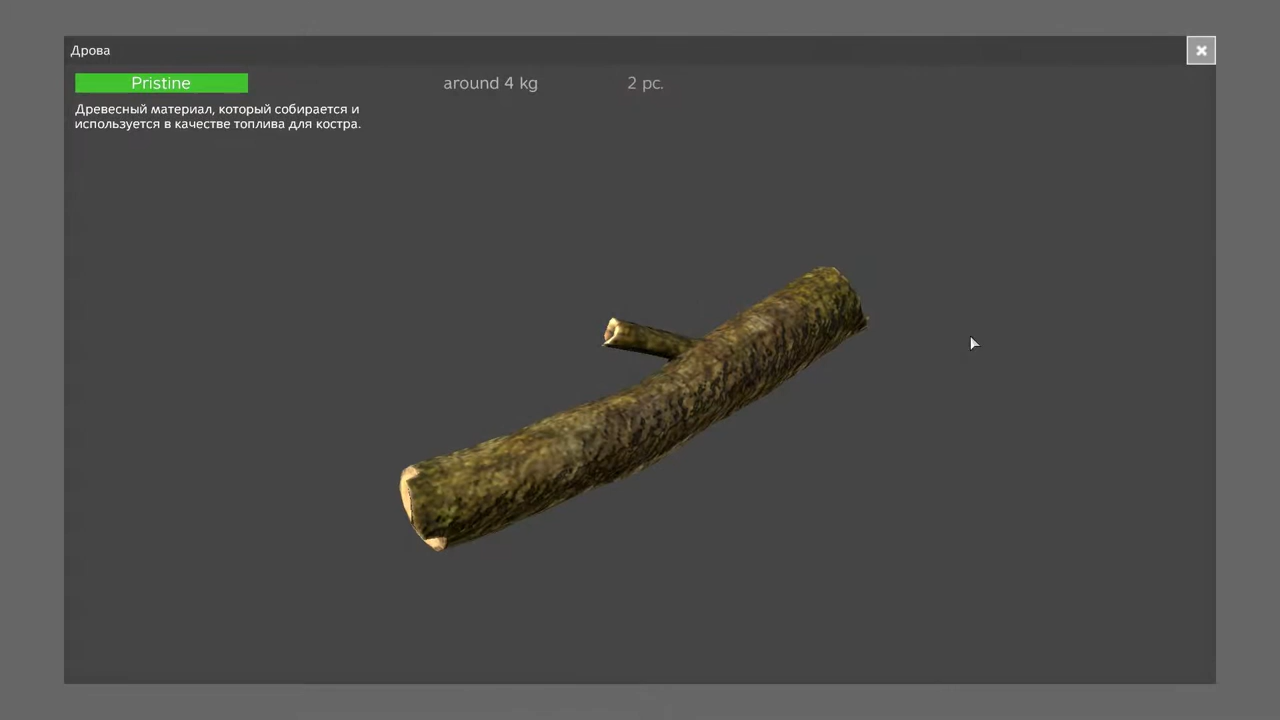 Дрова
Pristine around 4 kg 2 pc.
Древесный материал, который собирается и
используется в качестве топлива для костра.